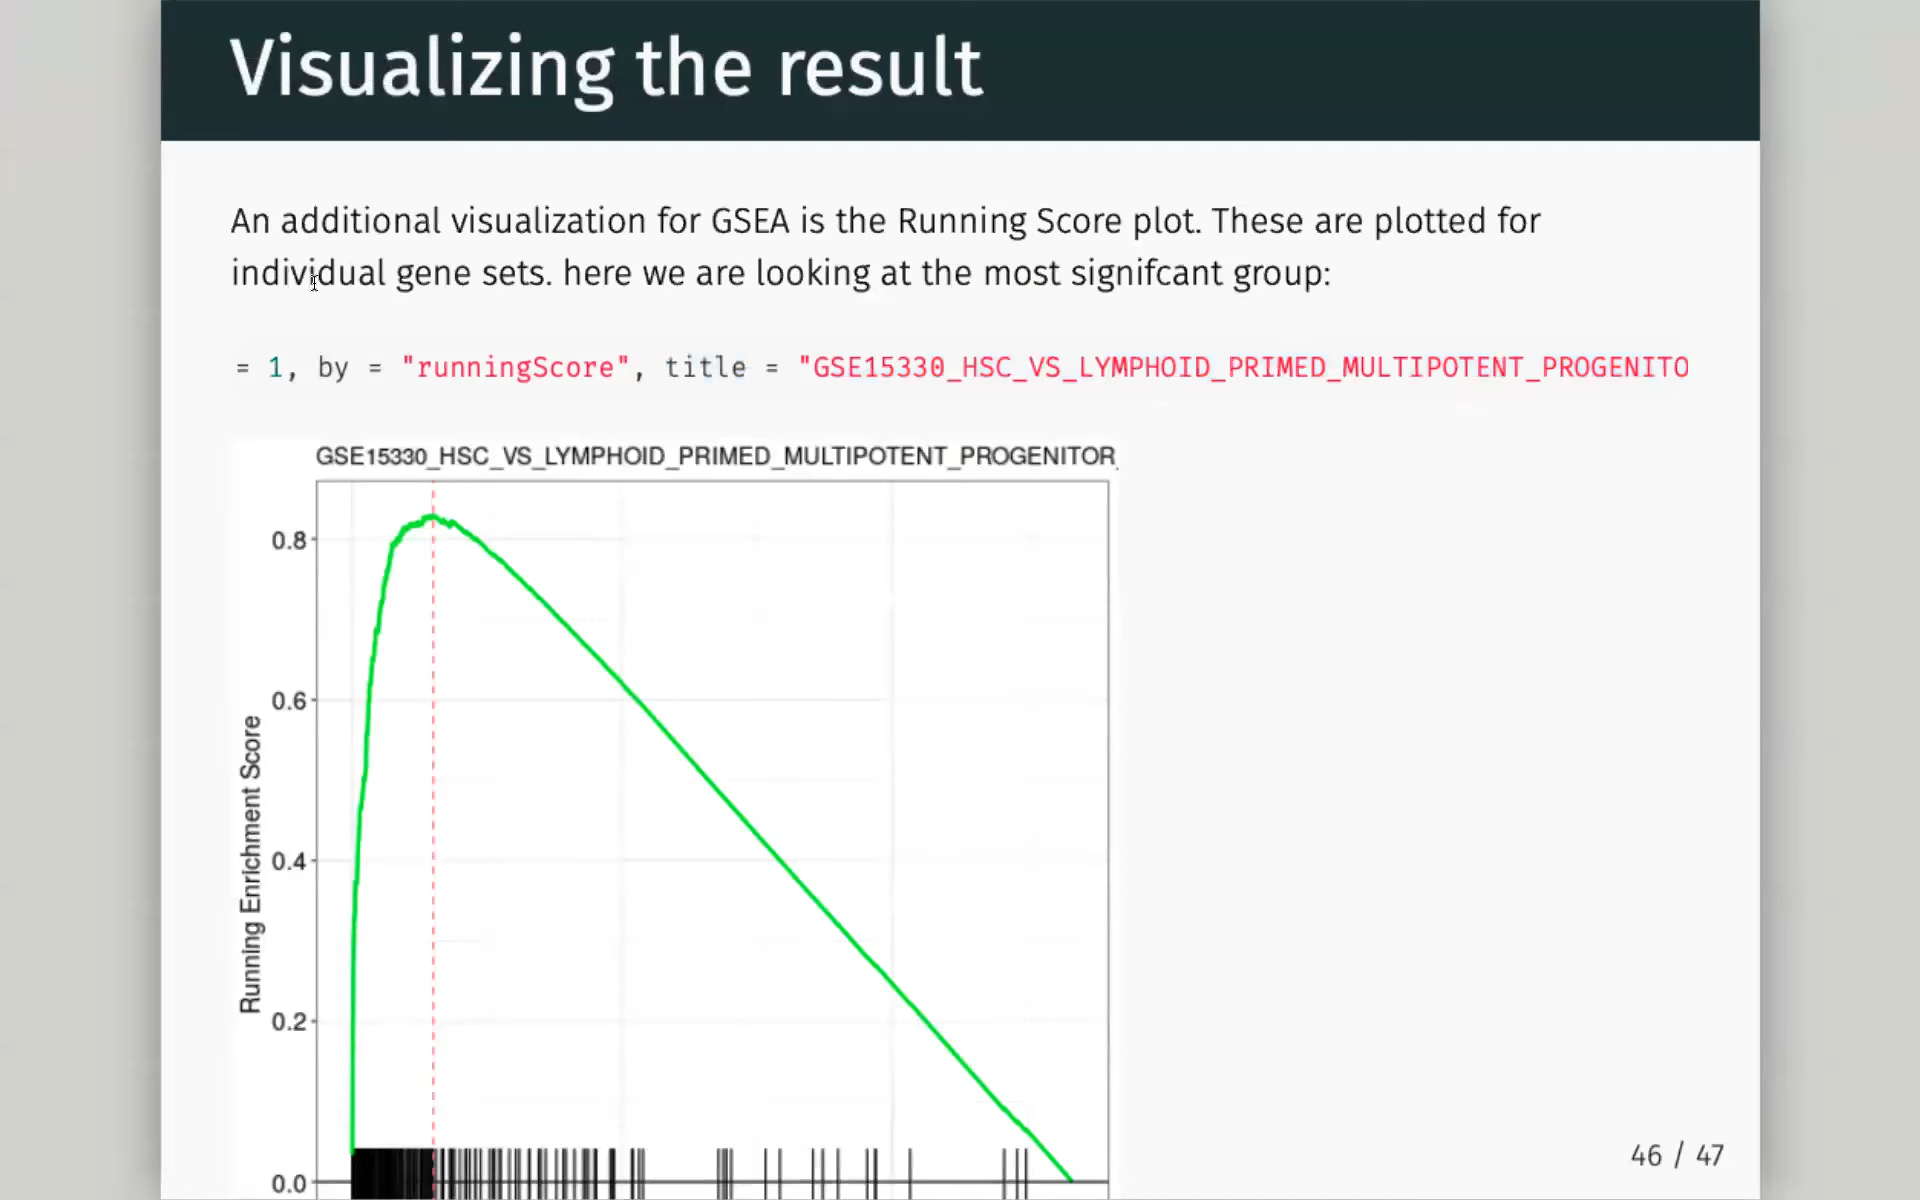 Visualizing the result
An additional visualization for GSEA is the Running Score plot. These are plotted for
individual gene sets. here we are looking at the most signifcant group:
= 1, by = "runningScore", title = "GSE15330_HSC_VS_LYMPHOID_PRIMED_MULTIPOTENT_PROGENITO
GSE15330_HSC_VS_LYMPHOID_PRIMED_MULTIPOTENT_PROGENITOR_
Running Enrichment Score
0.8
0.6
0.4
0.2
0.0
46 / 47